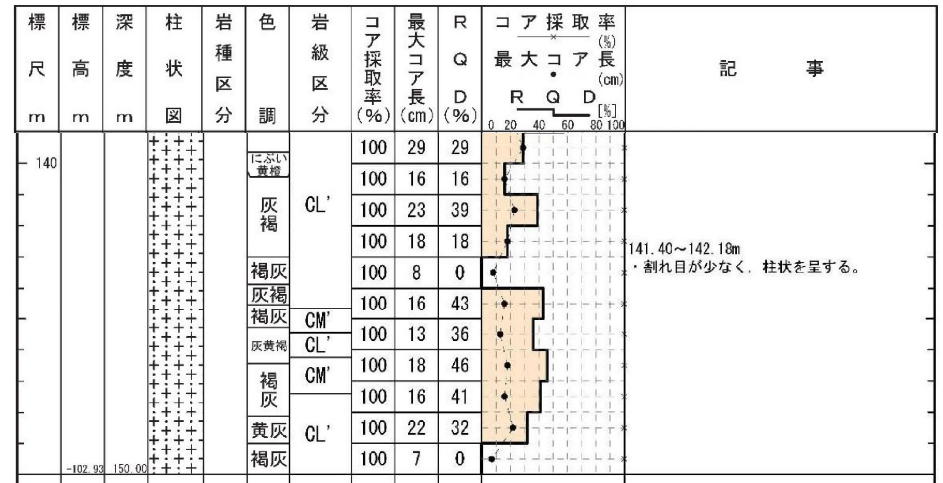 標尺m
標高m
深度m
柱状図
岩種区分
色調
岩級区分
コア採取率(%)
最大コア長(cm)
RQD(%)
コア採取率(%)
最大コア長(cm)
RQD[%]
0 20 40 60 80 100
記事
140
にぶい黄橙
灰褐
褐灰
灰褐
褐灰
灰黄褐
褐灰
黄灰
褐灰
CL'
CM'
CL'
CM'
CL'
100 29 29
100 16 16
100 23 39
100 18 18
100 8 0
100 16 43
100 13 36
100 18 46
100 16 41
100 22 32
100 7 0
141.40～142.18m
・割れ目が少なく、柱状を呈する。
-102.93 150.00